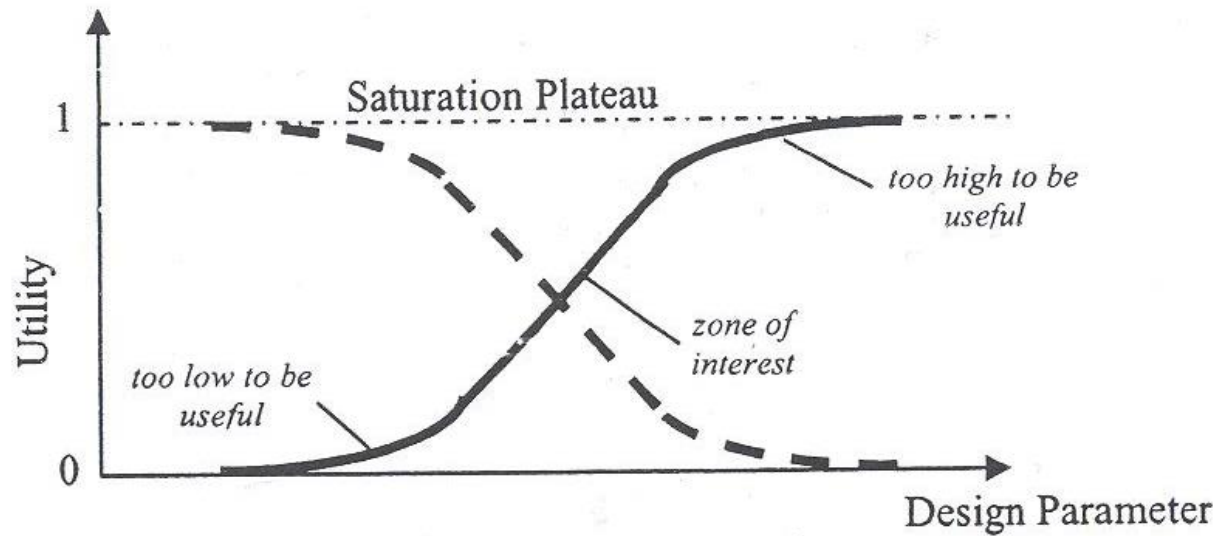 Saturation Plateau
1
too high to be
useful
Utility
zone of
interest
too low to be
useful
0
Design Parameter